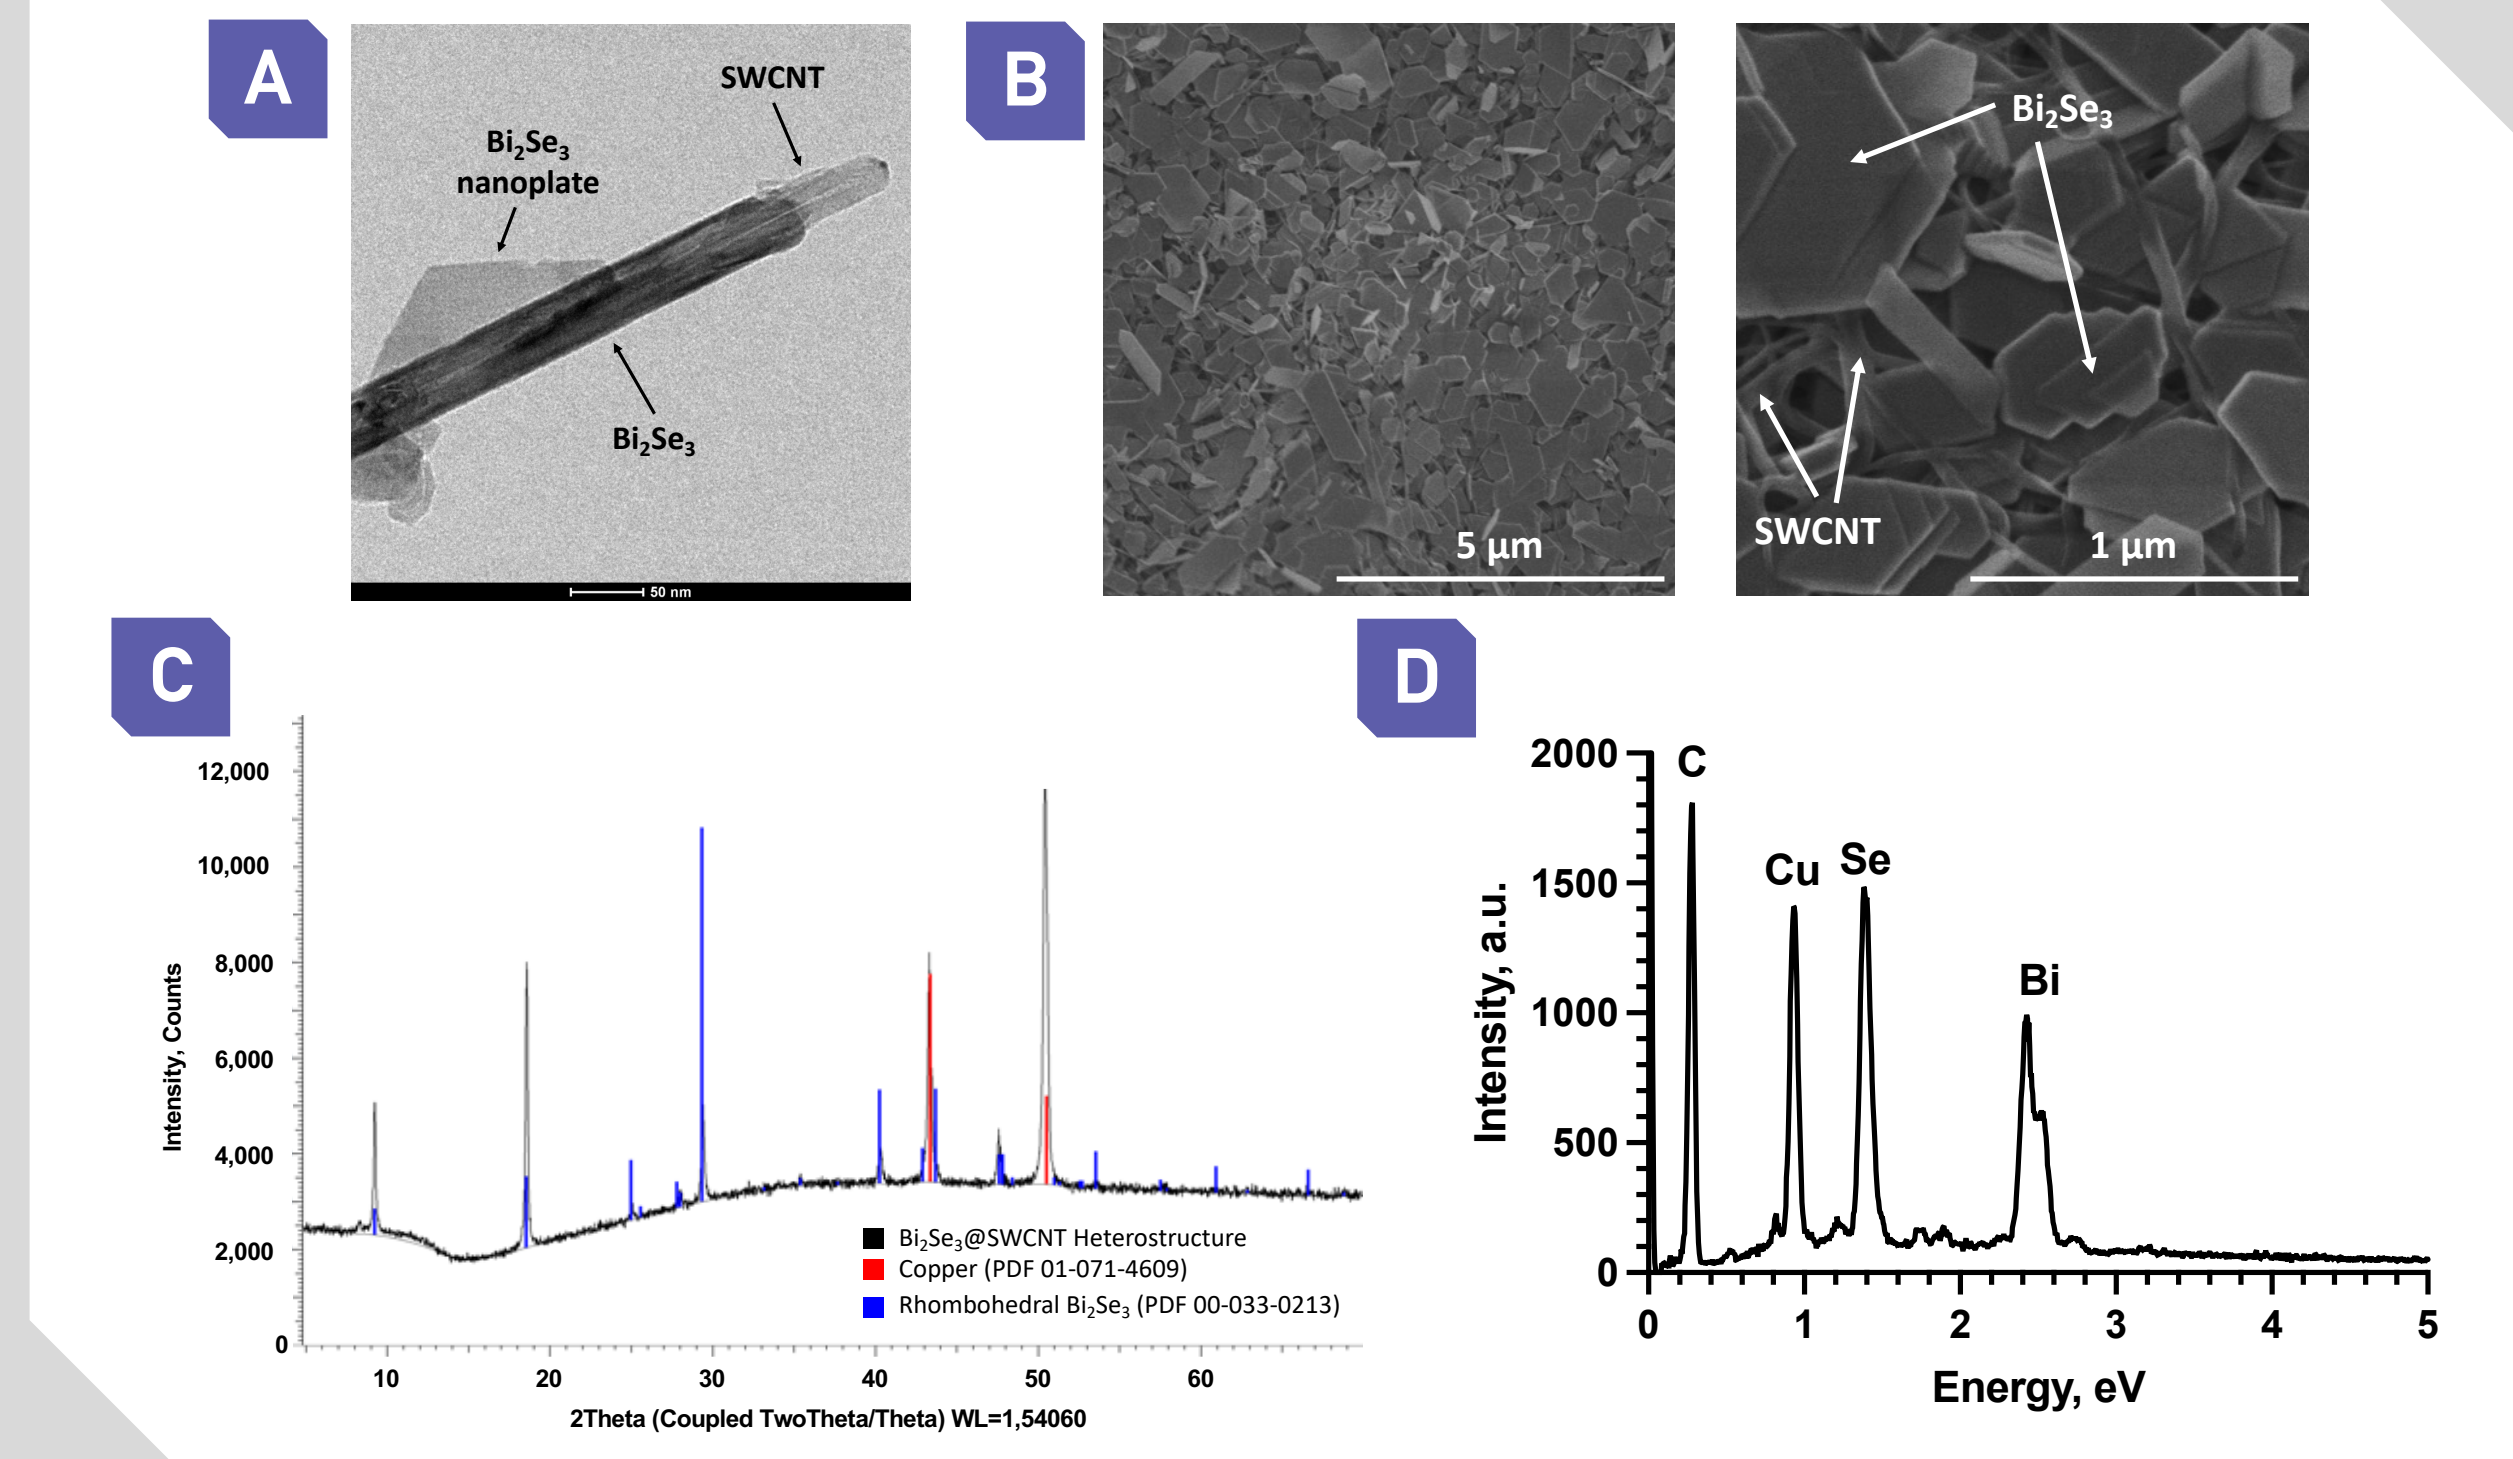 A
SWCNT
Bi₂Se₃
nanoplate
Bi₂Se₃
50 nm
B
5 µm
Bi₂Se₃
SWCNT
1 µm
C
12,000
10,000
8,000
6,000
4,000
2,000
0
Intensity, Counts
10 20 30 40 50 60
2Theta (Coupled TwoTheta/Theta) WL=1,54060
Bi₂Se₃@SWCNT Heterostructure
Copper (PDF 01-071-4609)
Rhombohedral Bi₂Se₃ (PDF 00-033-0213)
D
2000
1500
1000
500
0
Intensity, a.u.
C
Cu
Se
Bi
0 1 2 3 4 5
Energy, eV